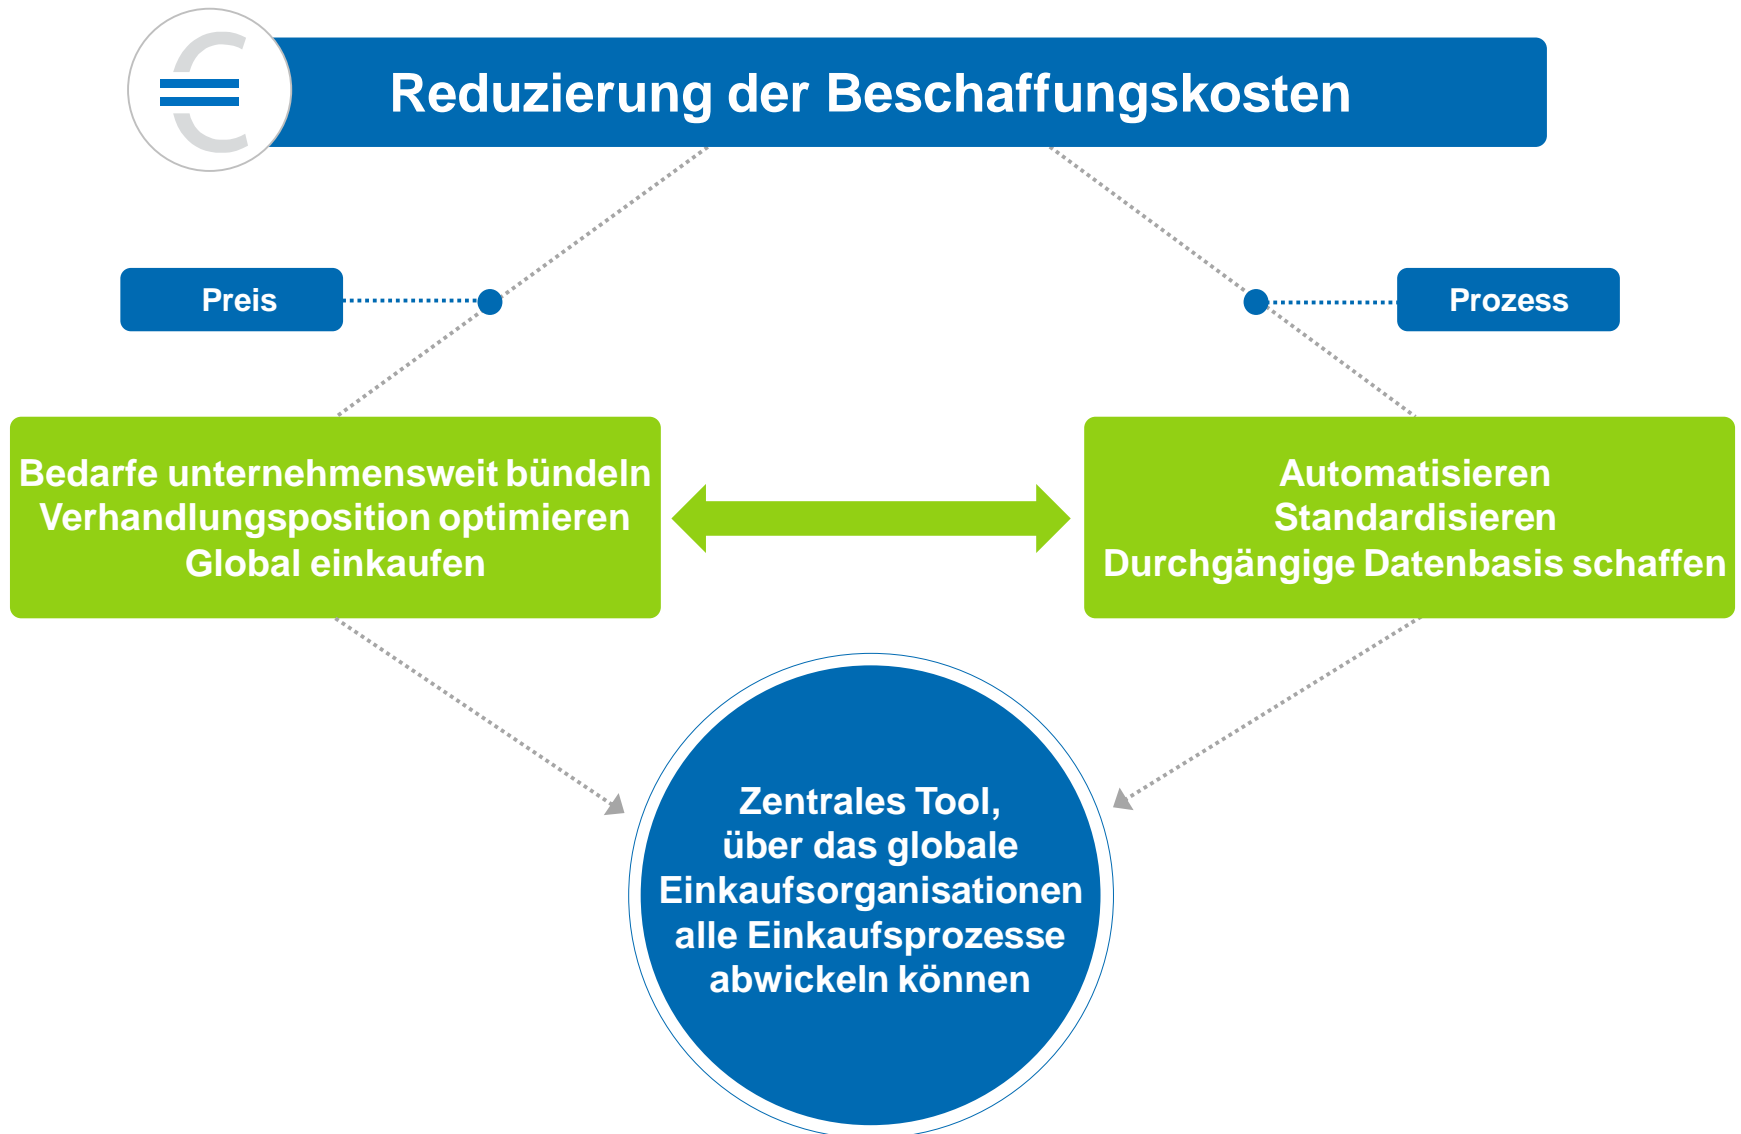 €
Reduzierung der Beschaffungskosten
Preis
Prozess
Bedarfe unternehmensweit bündeln
Verhandlungsposition optimieren
Global einkaufen
Automatisieren
Standardisieren
Durchgängige Datenbasis schaffen
Zentrales Tool,
über das globale
Einkaufsorganisationen
alle Einkaufsprozesse
abwickeln können